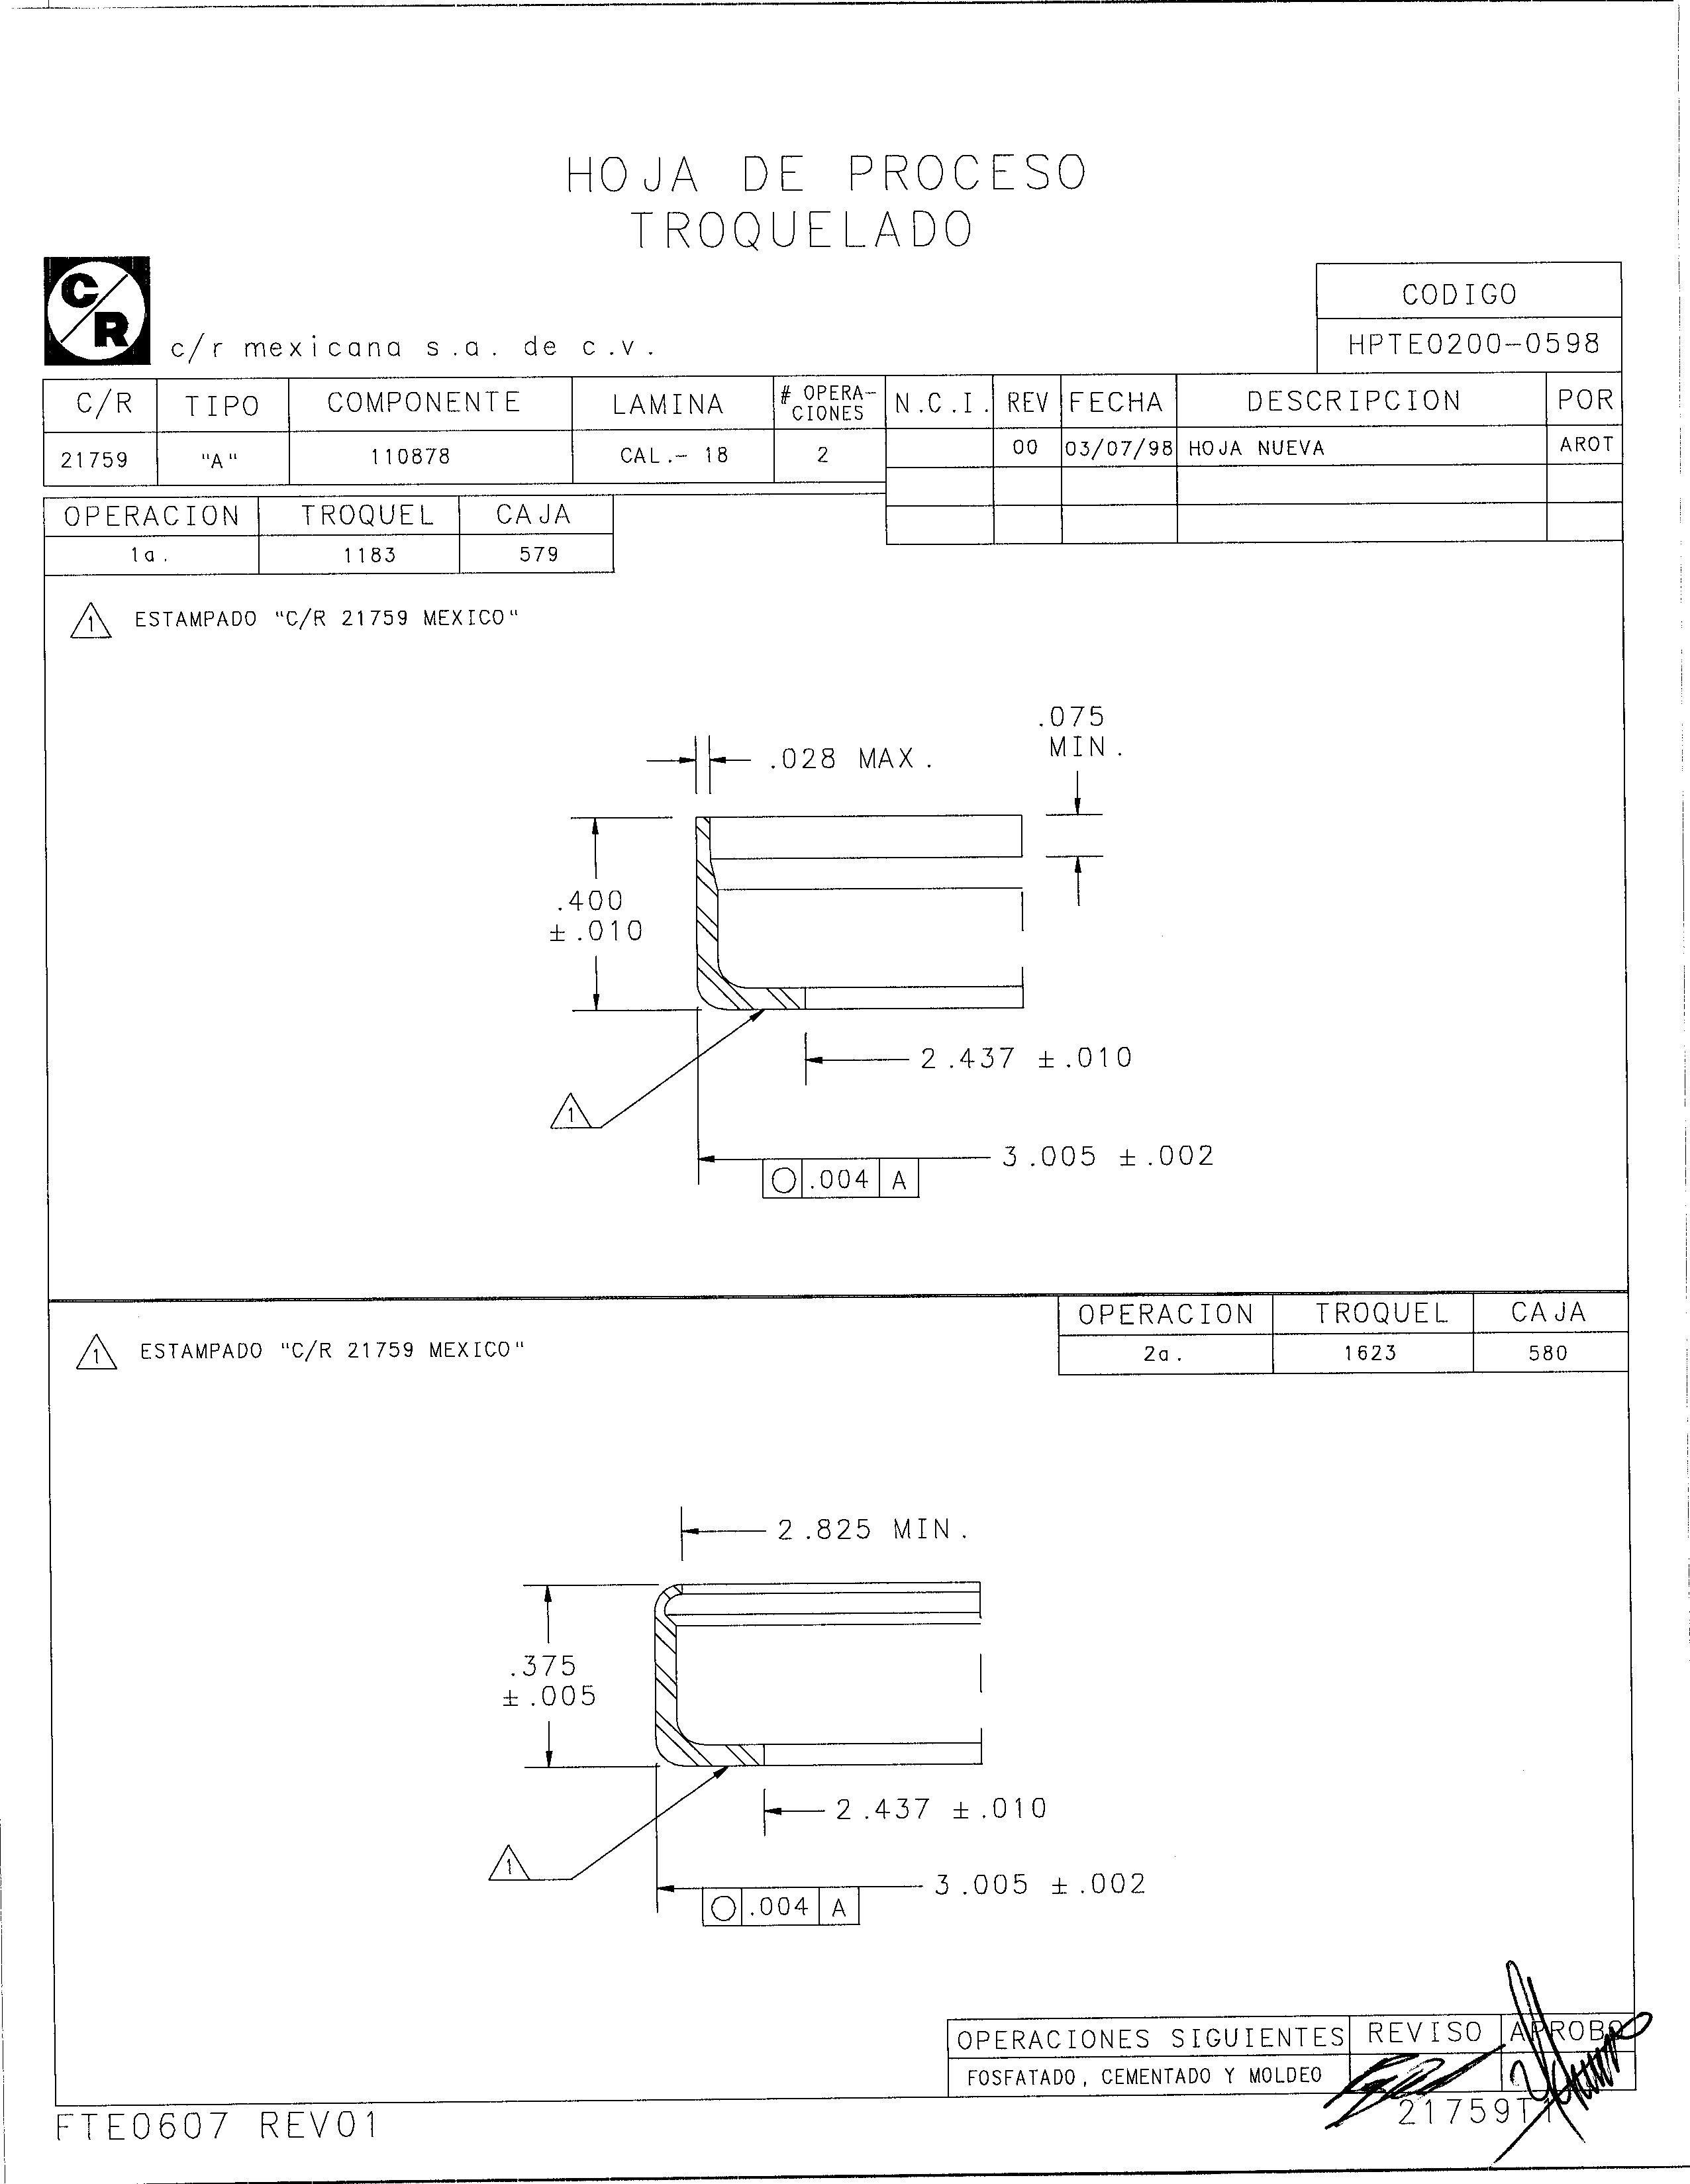 HOJA DE PROCESO
TROQUELADO
C/R
c/r mexicana s.a. de c.v.
CODIGO
HPTE0200-0598
C/R TIPO COMPONENTE LAMINA # OPERA-CIONES N.C.I. REV FECHA DESCRIPCION POR
21759 "A" 110878 CAL.- 18 2 00 03/07/98 HOJA NUEVA AROT
OPERACION TROQUEL CAJA
1a. 1183 579
1 ESTAMPADO "C/R 21759 MEXICO"
.075
MIN.
.028 MAX.
.400
±.010
2.437 ±.010
1
3.005 ±.002
.004 A
OPERACION TROQUEL CAJA
2a. 1623 580
1 ESTAMPADO "C/R 21759 MEXICO"
2.825 MIN.
.375
±.005
2.437 ±.010
1
3.005 ±.002
.004 A
OPERACIONES SIGUIENTES REVISO APROBO
FOSFATADO, CEMENTADO Y MOLDEO
21759T1
FTE0607 REV01